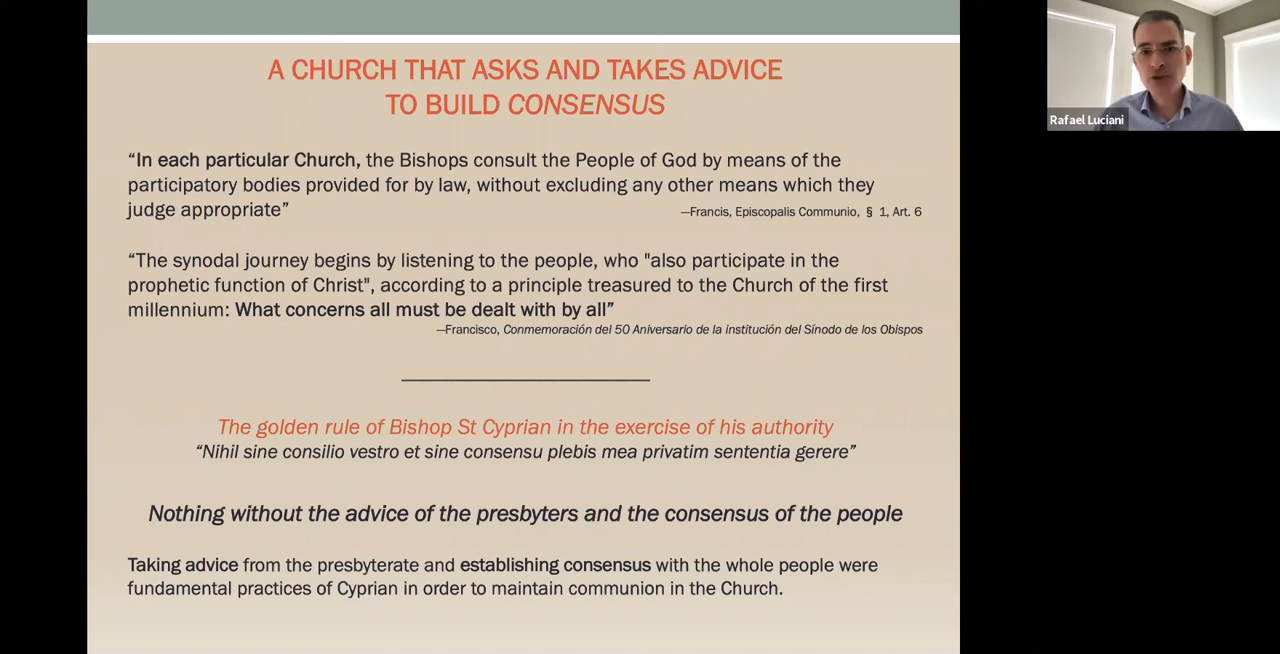 A CHURCH THAT ASKS AND TAKES ADVICE
TO BUILD CONSENSUS
“In each particular Church, the Bishops consult the People of God by means of the
participatory bodies provided for by law, without excluding any other means which they
judge appropriate”
—Francis, Episcopalis Communio, § 1, Art. 6
“The synodal journey begins by listening to the people, who "also participate in the
prophetic function of Christ", according to a principle treasured to the Church of the first
millennium: What concerns all must be dealt with by all”
—Francisco, Conmemoración del 50 Aniversario de la institución del Sínodo de los Obispos
The golden rule of Bishop St Cyprian in the exercise of his authority
“Nihil sine consilio vestro et sine consensu plebis mea privatim sententia gerere”
Nothing without the advice of the presbyters and the consensus of the people
Taking advice from the presbyterate and establishing consensus with the whole people were
fundamental practices of Cyprian in order to maintain communion in the Church.
Rafael Luciani